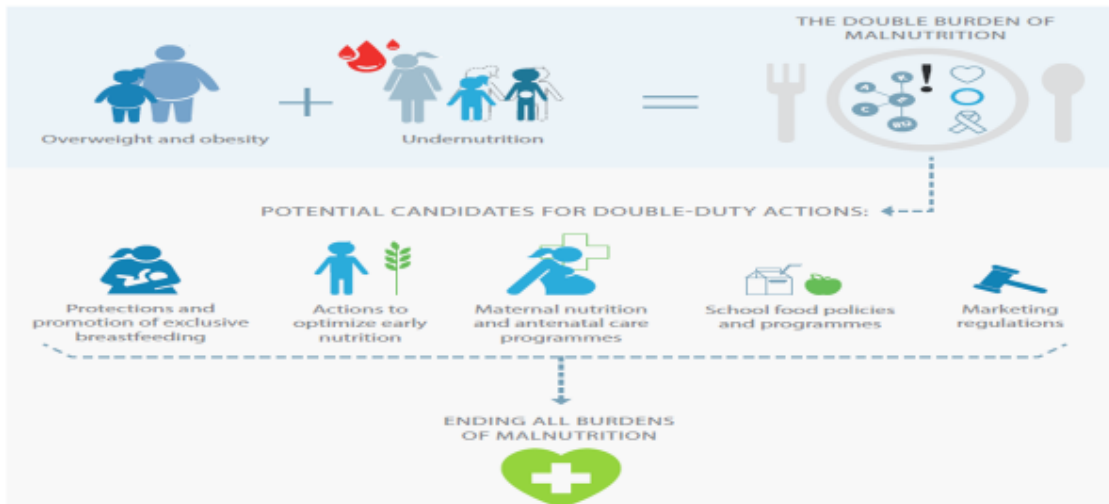 THE DOUBLE BURDEN OF
MALNUTRITION
Overweight and obesity
Undernutrition
POTENTIAL CANDIDATES FOR DOUBLE-DUTY ACTIONS:
Protections and
promotion of exclusive
breastfeeding
Actions to
optimize early
nutrition
Maternal nutrition
and antenatal care
programmes
School food policies
and programmes
Marketing
regulations
ENDING ALL BURDENS
OF MALNUTRITION